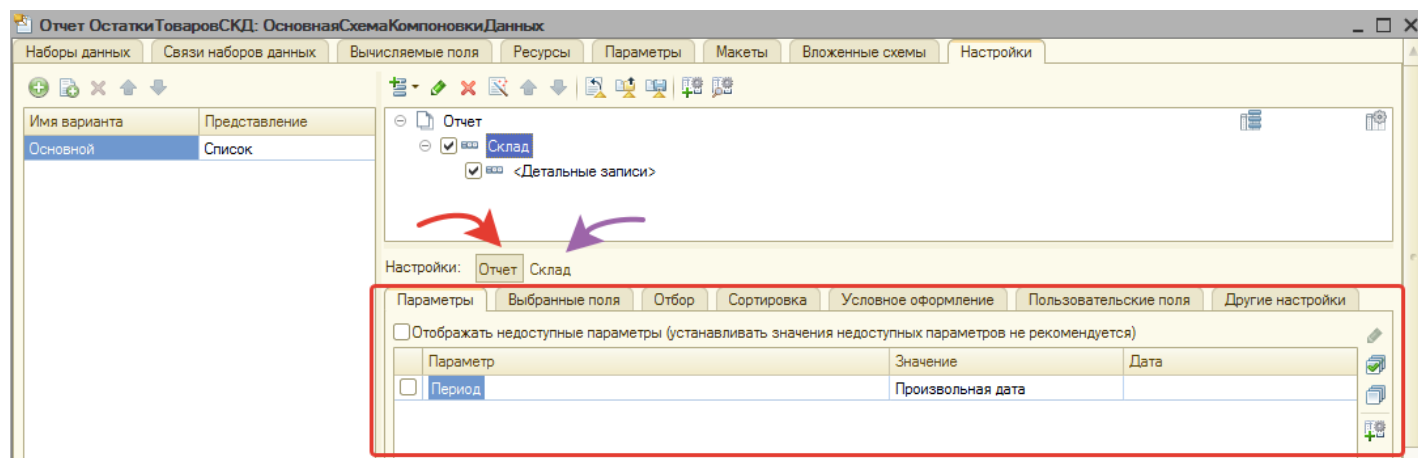 Отчет ОстаткиТоваровСКД: ОсновнаяСхемаКомпоновкиДанных
Наборы данных Связи наборов данных Вычисляемые поля Ресурсы Параметры Макеты Вложенные схемы Настройки
Имя варианта Представление
Основной Список
Отчет
Склад
<Детальные записи>
Настройки: Отчет Склад
Параметры Выбранные поля Отбор Сортировка Условное оформление Пользовательские поля Другие настройки
Отображать недоступные параметры (устанавливать значения недоступных параметров не рекомендуется)
Параметр Значение Дата
Период Произвольная дата